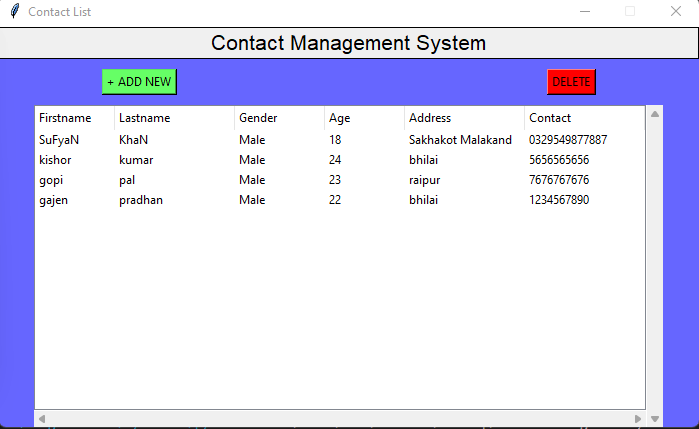 Contact List
Contact Management System
+ ADD NEW DELETE
Firstname Lastname Gender Age Address Contact
SuFyaN KhaN Male 18 Sakhakot Malakand 0329549877887
kishor kumar Male 24 bhilai 5656565656
gopi pal Male 23 raipur 7676767676
gajen pradhan Male 22 bhilai 1234567890